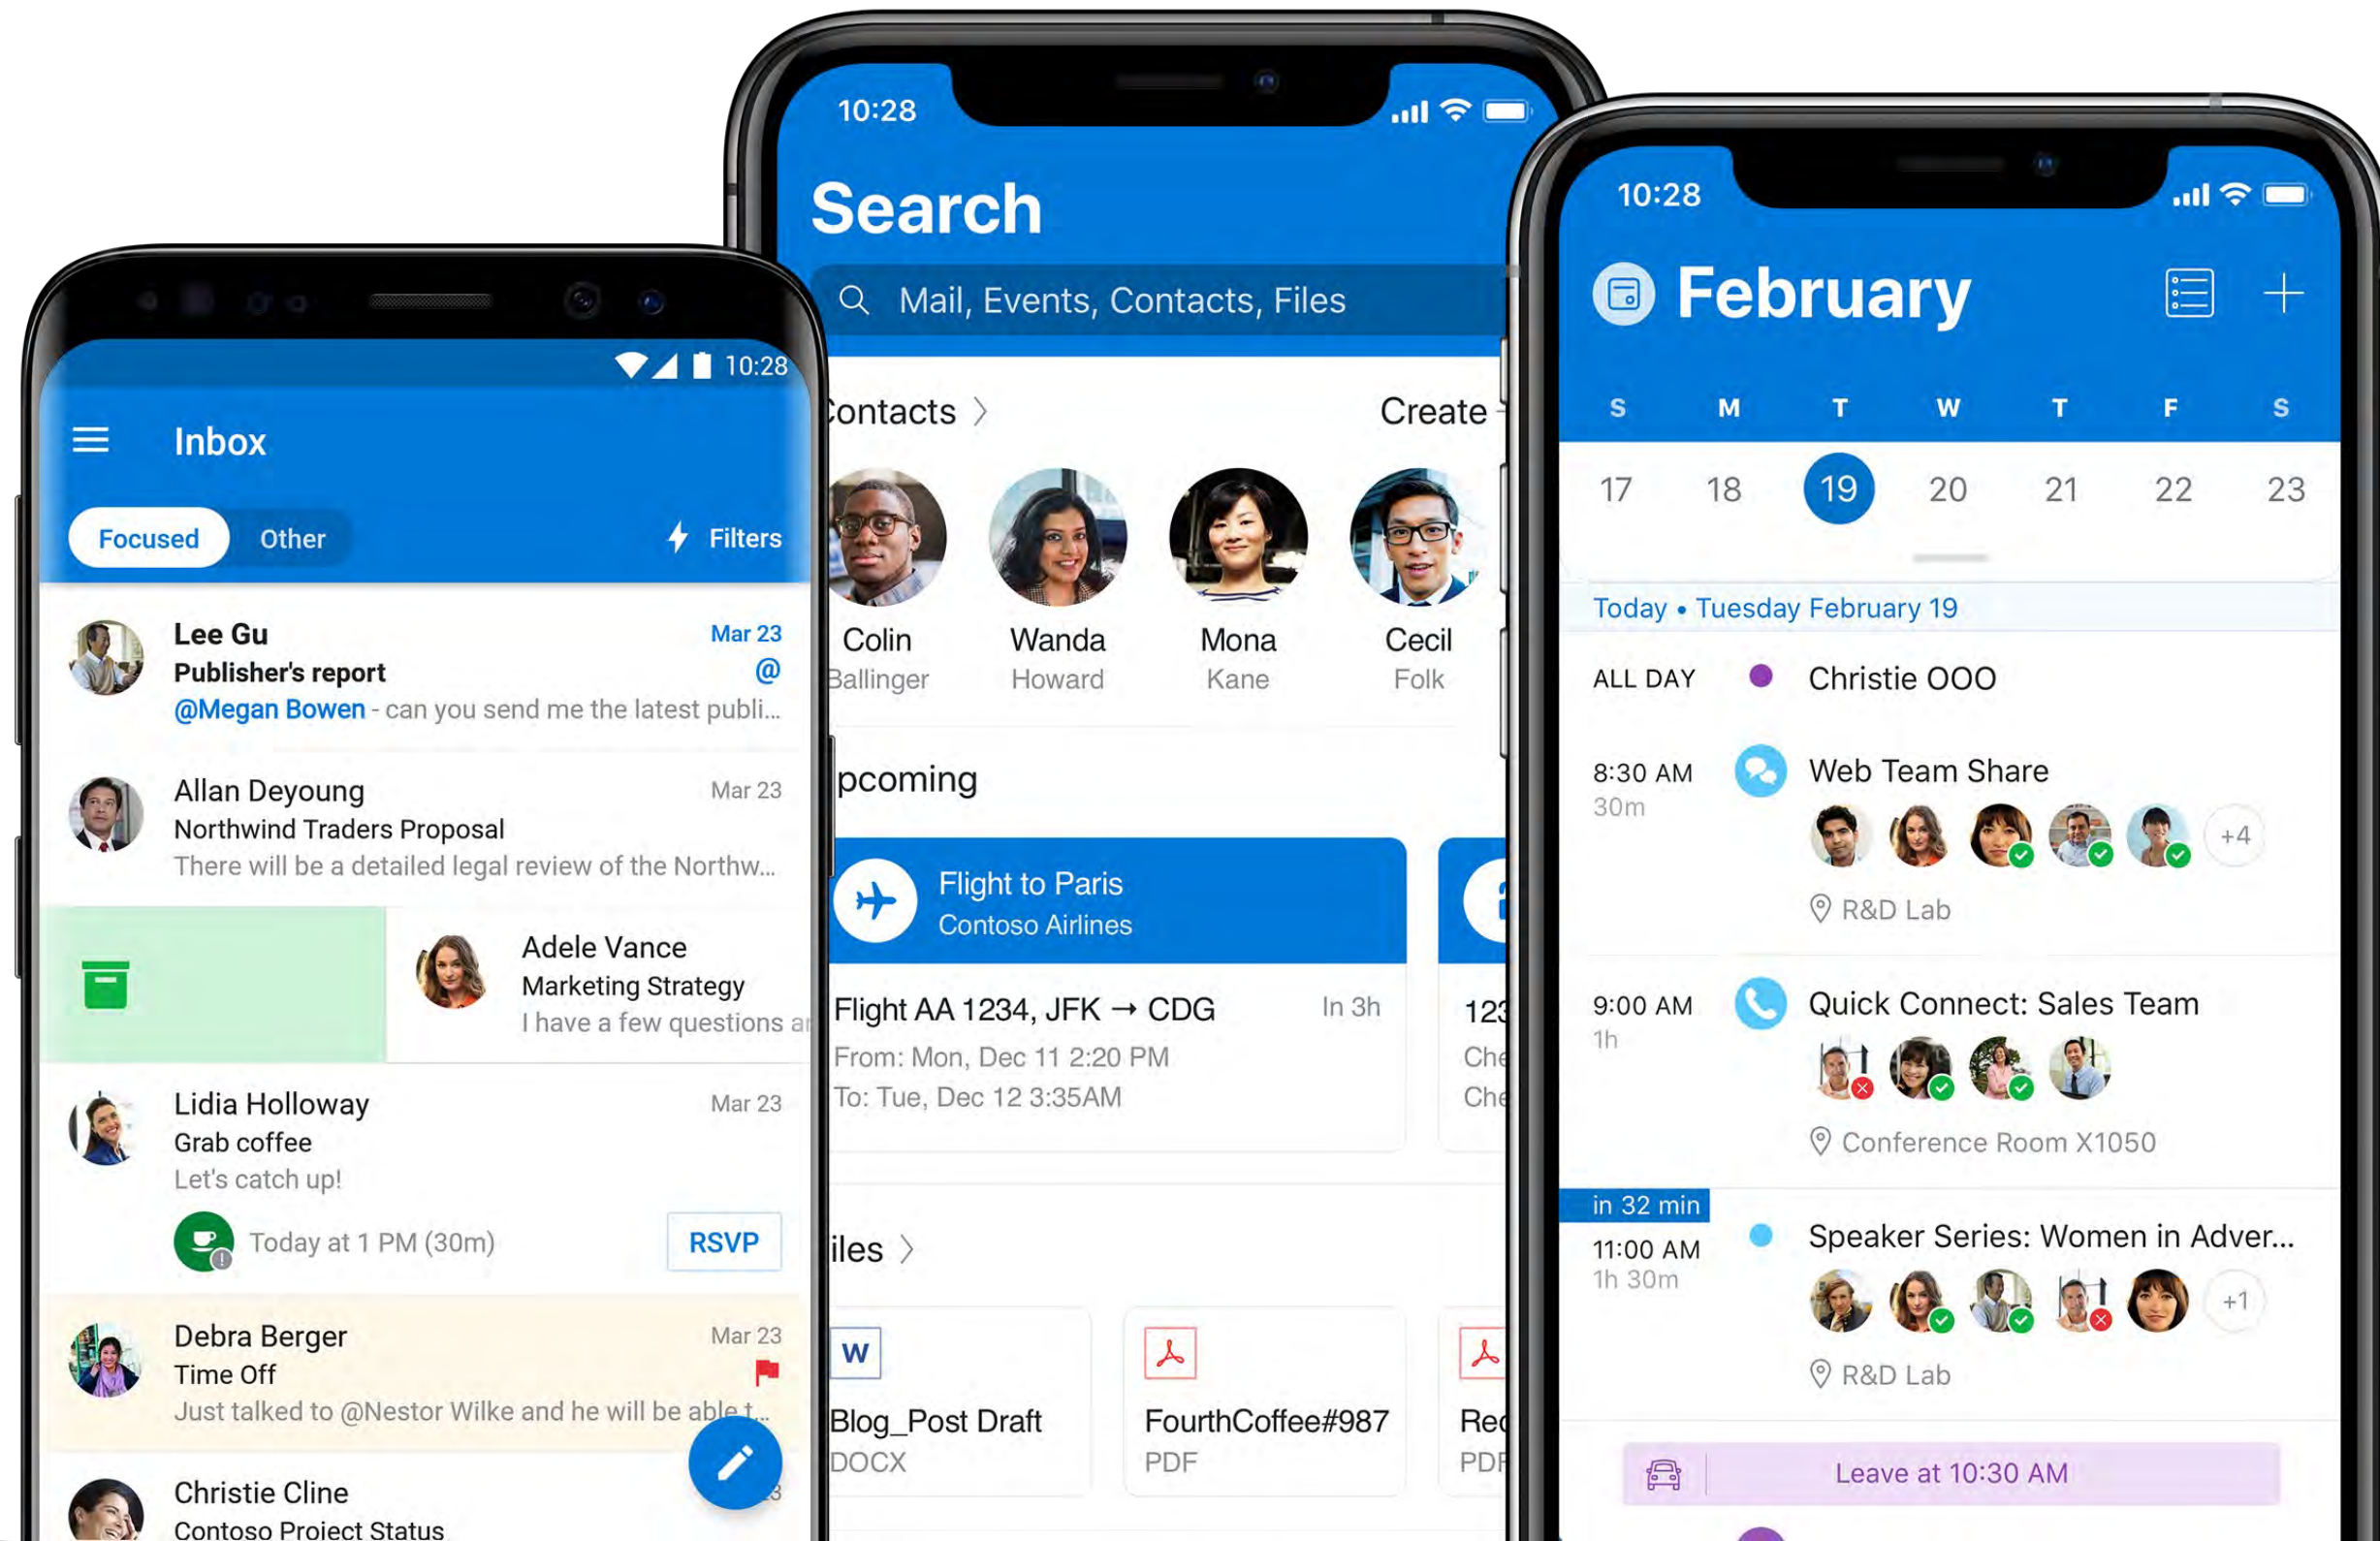 10:28
Inbox
Focused
Other
Filters
Lee Gu
Mar 23
Publisher's report
@
@Megan Bowen - can you send me the latest publi...
Allan Deyoung
Mar 23
Northwind Traders Proposal
There will be a detailed legal review of the Northw...
Adele Vance
Marketing Strategy
I have a few questions
Lidia Holloway
Mar 23
Grab coffee
Let's catch up!
Today at 1 PM (30m)
RSVP
Debra Berger
Mar 23
Time Off
Just talked to @Nestor Wilke and he will be able t...
Christie Cline
Contoso Project Status
10:28
Search
Mail, Events, Contacts, Files
ontacts
Create
Colin
Ballinger
Wanda
Howard
Mona
Kane
Cecil
Folk
pcoming
Flight to Paris
Contoso Airlines
Flight AA 1234, JFK → CDG
In 3h
From: Mon, Dec 11 2:20 PM
To: Tue, Dec 12 3:35AM
123
Che
Che
iles
W
Blog_Post Draft
DOCX
FourthCoffee#987
PDF
Rec
PDF
10:28
February
S M T W T F S
17 18 19 20 21 22 23
Today • Tuesday February 19
ALL DAY
Christie OOO
8:30 AM
30m
Web Team Share
+4
R&D Lab
9:00 AM
1h
Quick Connect: Sales Team
Conference Room X1050
in 32 min
11:00 AM
1h 30m
Speaker Series: Women in Adver...
+1
R&D Lab
Leave at 10:30 AM